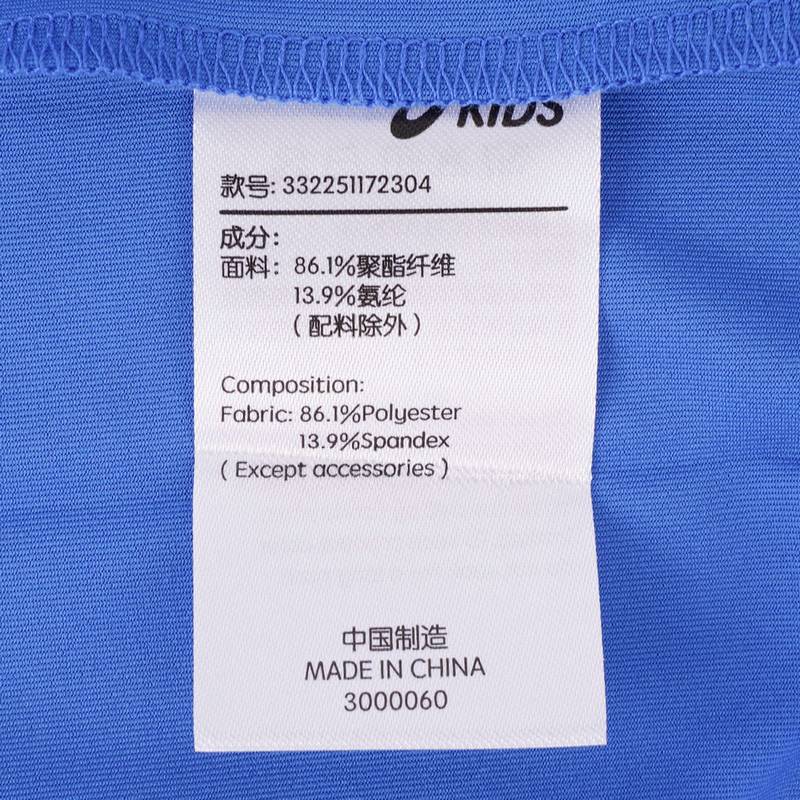 KIDS
款号: 332251172304
成分:
面料: 86.1%聚酯纤维
13.9%氨纶
( 配料除外 )
Composition:
Fabric: 86.1%Polyester
13.9%Spandex
( Except accessories )
中国制造
MADE IN CHINA
3000060